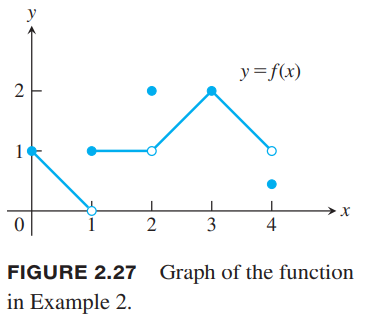 y
y = f(x)
2
1
0 1 2 3 4 x
FIGURE 2.27 Graph of the function
in Example 2.